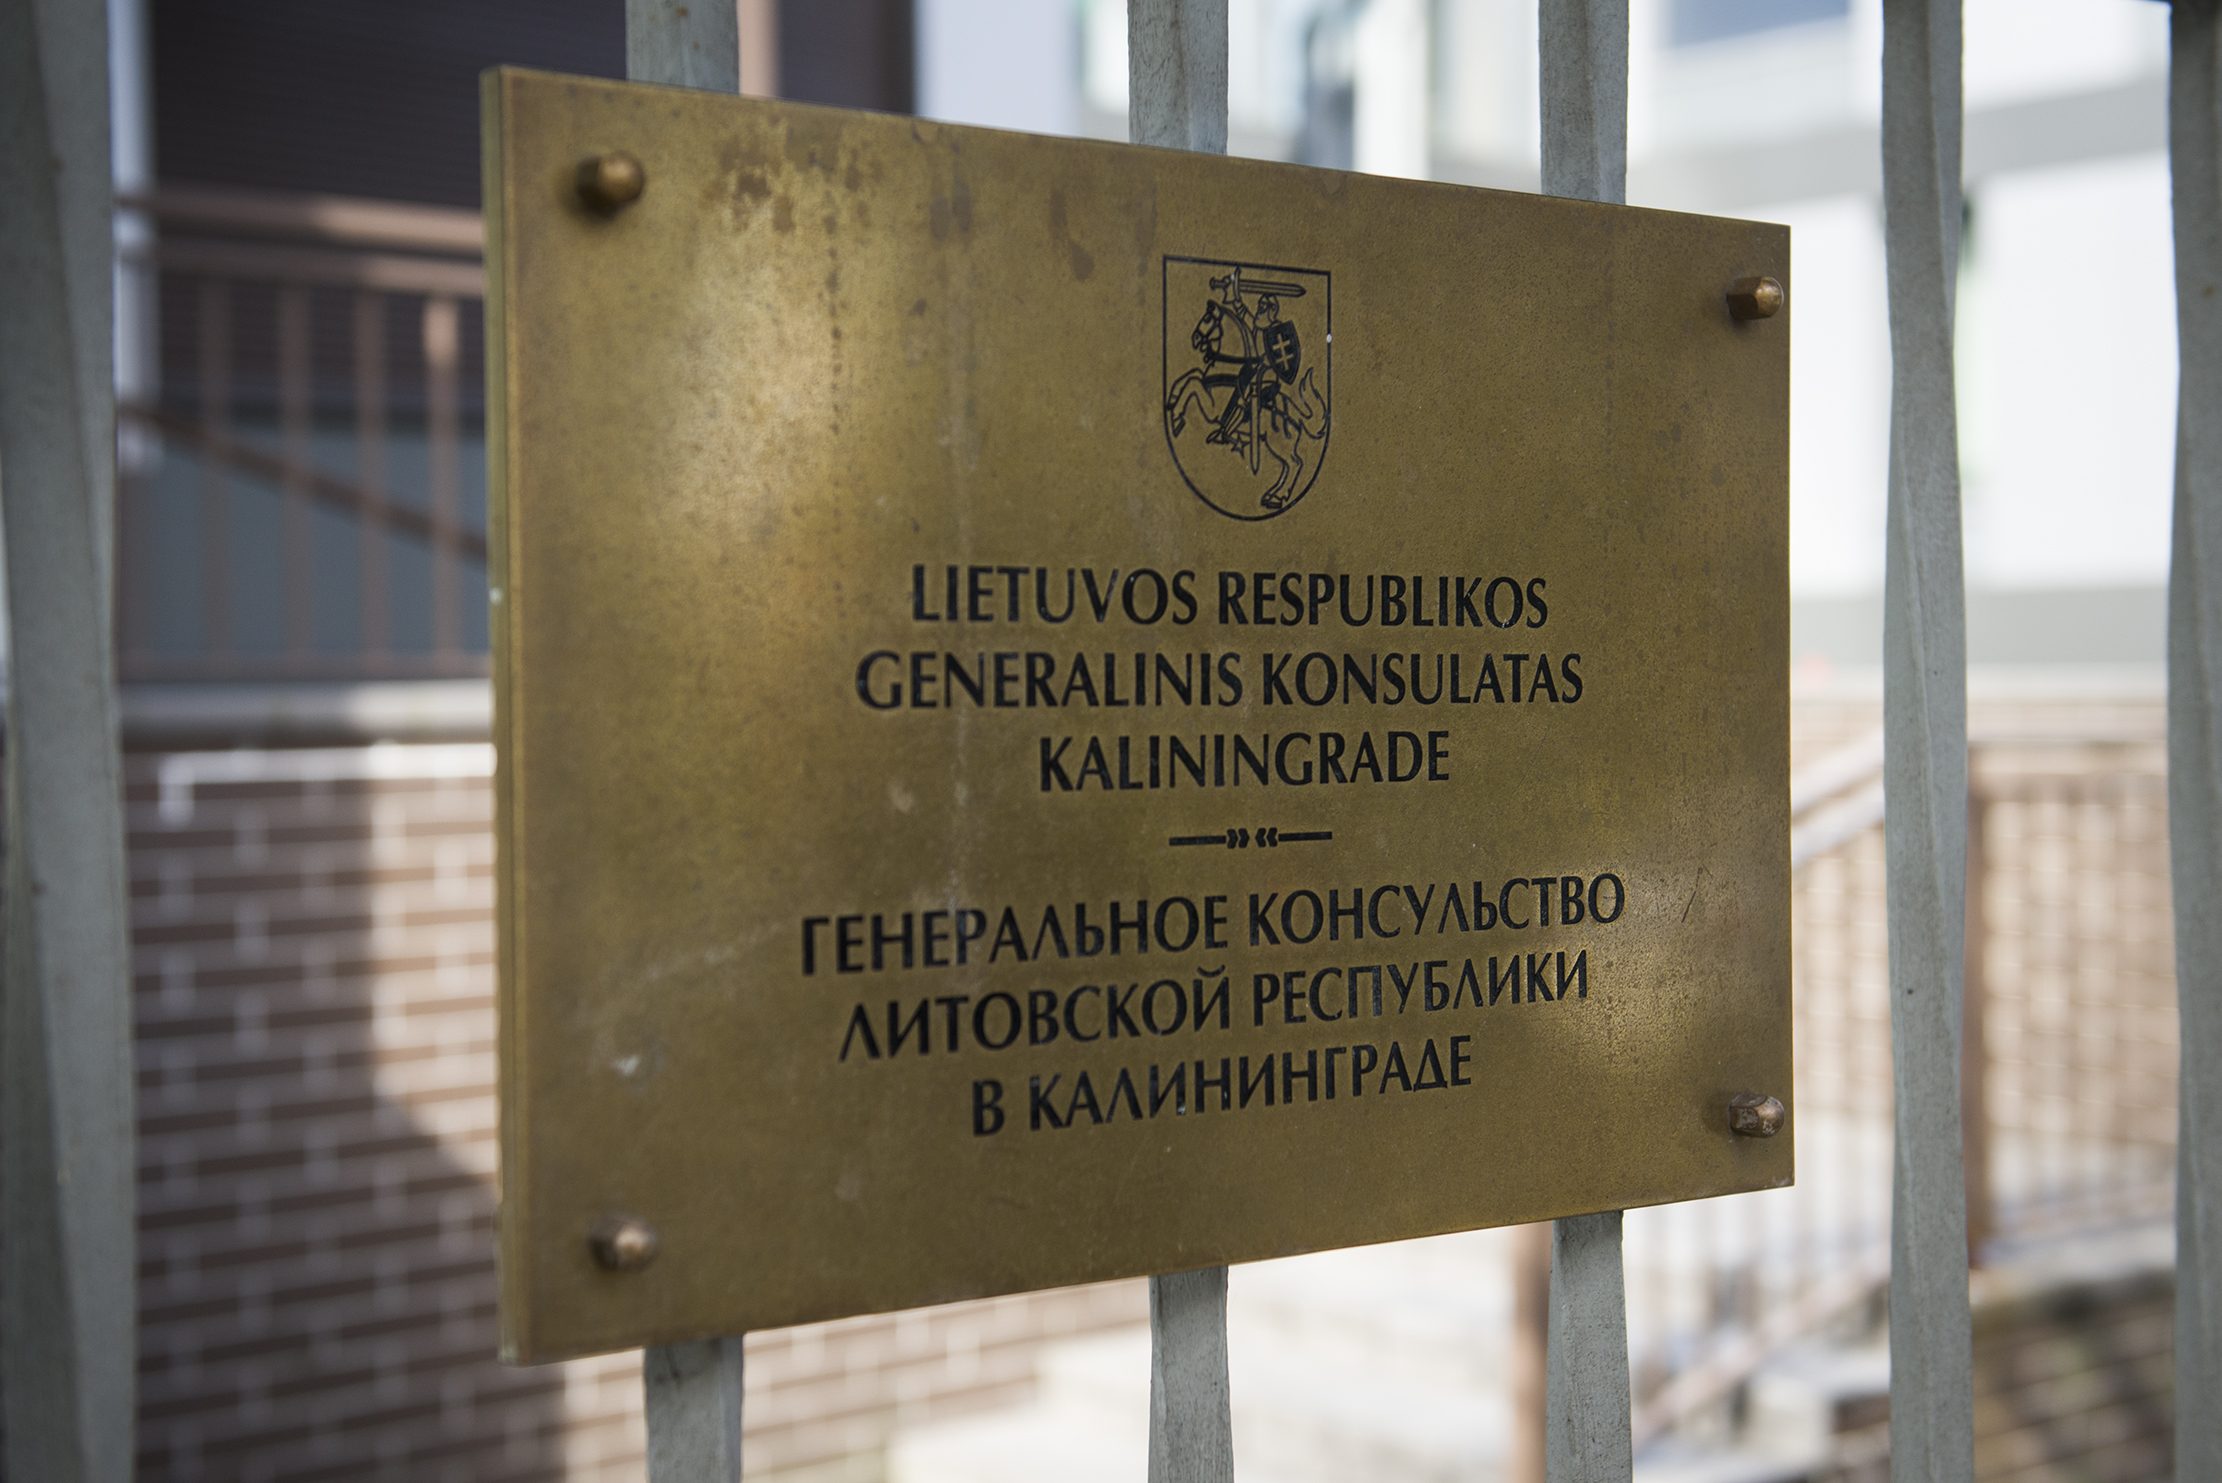 LIETUVOS RESPUBLIKOS
GENERALINIS KONSULATAS
KALININGRADE
ГЕНЕРАЛЬНОЕ КОНСУЛЬСТВО
ЛИТОВСКОЙ РЕСПУБЛИКИ
В КАЛИНИНГРАДЕ